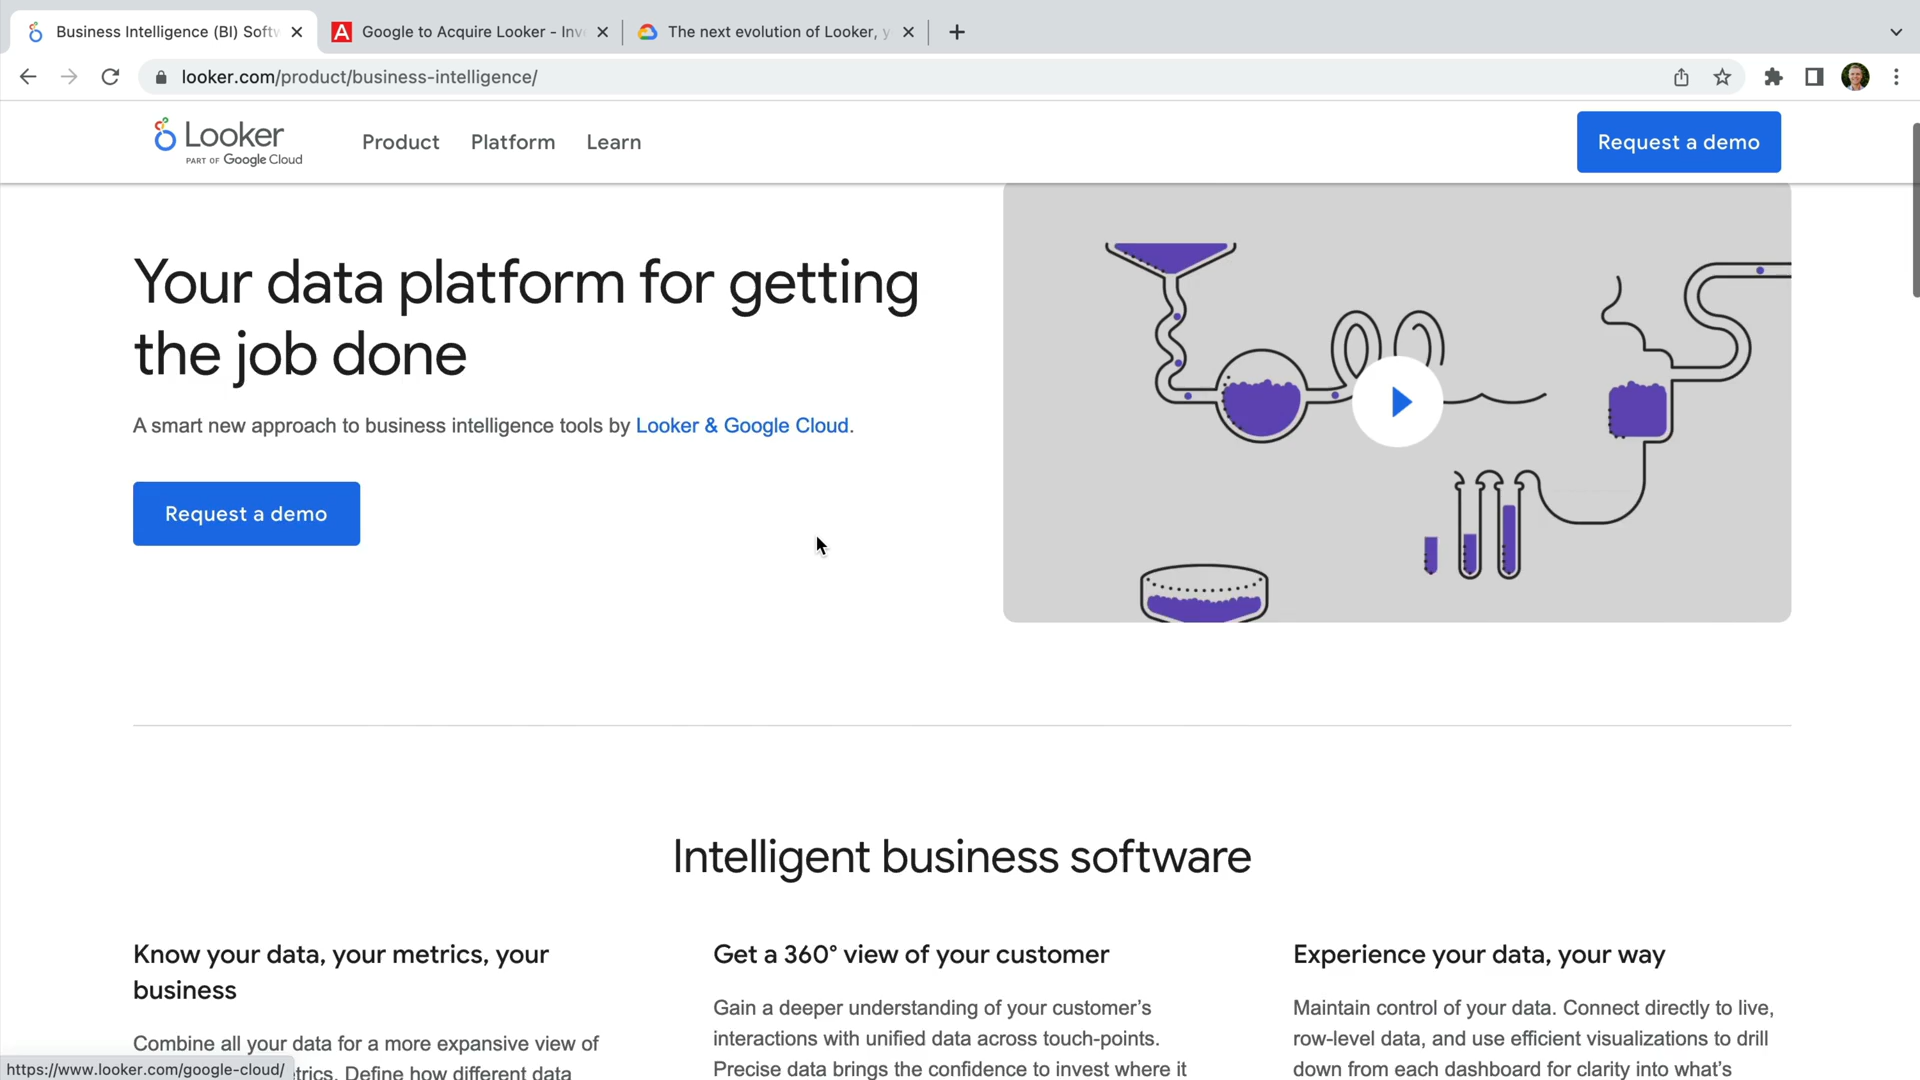 Business Intelligence (BI) Softw
Google to Acquire Looker - Inv
The next evolution of Looker, y
looker.com/product/business-intelligence/
Looker
PART OF Google Cloud
Product
Platform
Learn
Request a demo
Your data platform for getting
the job done
A smart new approach to business intelligence tools by Looker & Google Cloud.
Request a demo
Intelligent business software
Know your data, your metrics, your
business
Combine all your data for a more expansive view of
trics. Define how different data
Get a 360° view of your customer
Gain a deeper understanding of your customer's
interactions with unified data across touch-points.
Precise data brings the confidence to invest where it
Experience your data, your way
Maintain control of your data. Connect directly to live,
row-level data, and use efficient visualizations to drill
down from each dashboard for clarity into what's
https://www.looker.com/google-cloud/